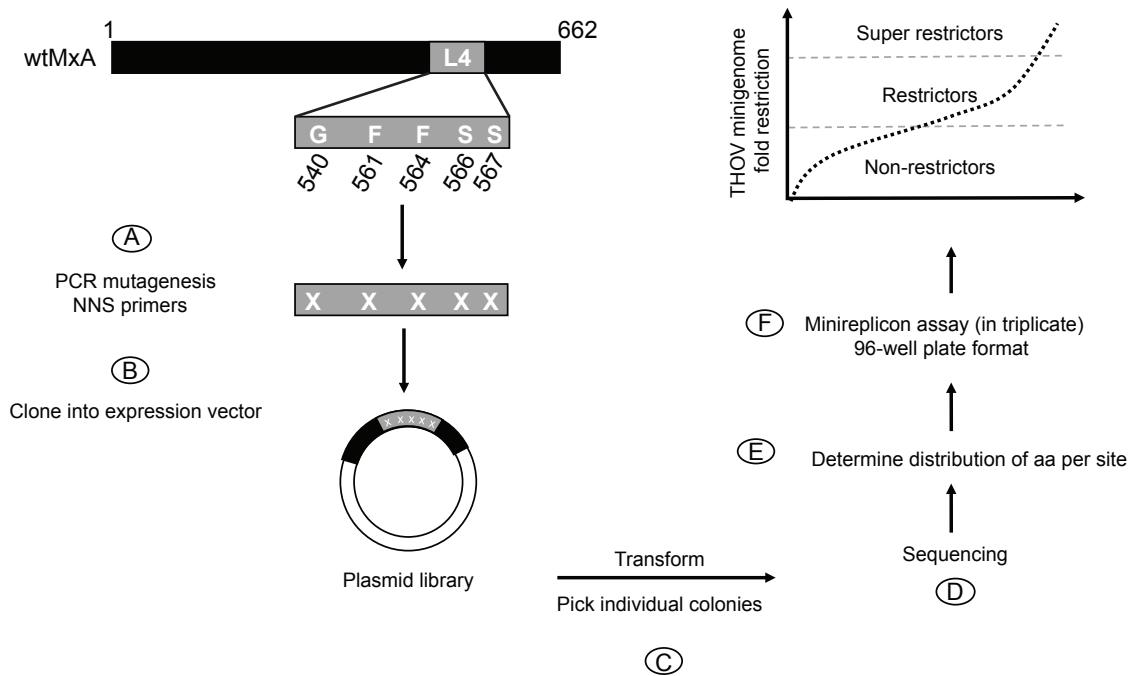 1 662
wtMxA
L4
G F F S S
540 561 564 566 567
A
PCR mutagenesis
NNS primers
X X X X X
B
Clone into expression vector
X X X X X
Plasmid library
Transform
Pick individual colonies
C
Sequencing
D
E Determine distribution of aa per site
F Minireplicon assay (in triplicate)
96-well plate format
THOV minigenome
fold restriction
Super restrictors
Restrictors
Non-restrictors